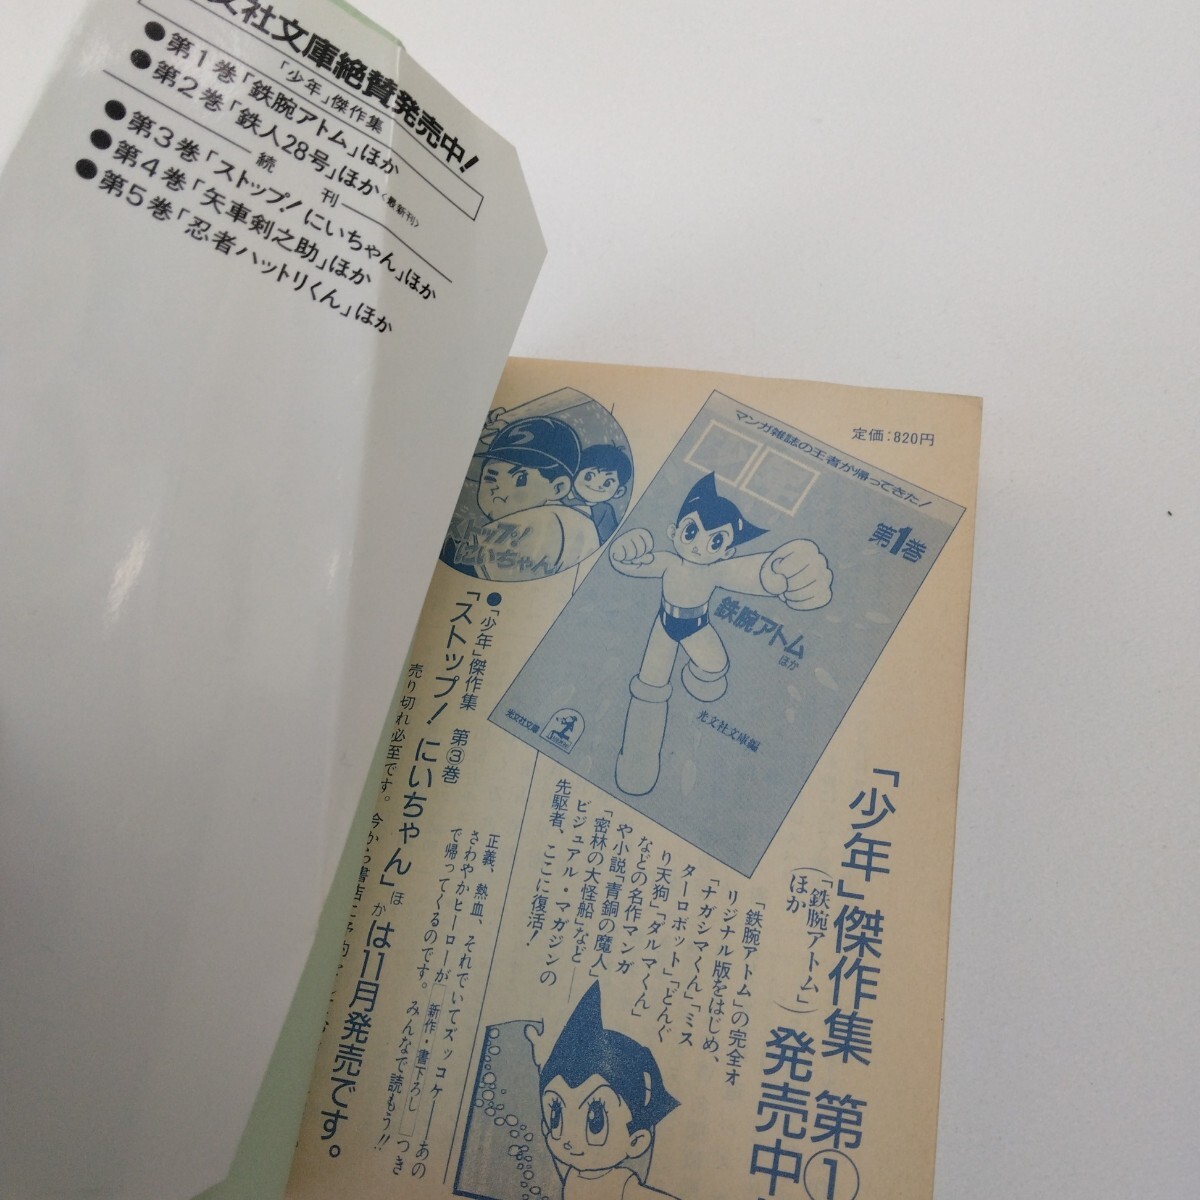 文社文庫絶賛発売中!
「少年」傑作集
●第1巻「鉄腕アトム」ほか
●第2巻「鉄人28号」ほか〈最新刊〉
続刊
●第3巻「ストップ!にいちゃん」ほか
●第4巻「矢車剣之助」ほか
●第5巻「忍者ハットリくん」ほか
定価:820円
マンガ雑誌の王者が帰ってきた!
第1巻
鉄腕アトム
ほか
光文社文庫編
光文社文庫
「少年」傑作集 第①
(「鉄腕アトム」ほか)
発売中
「鉄腕アトム」の完全オ
リジナル版をはじめ、
「ナガシマくん」「ミス
ターロボット」「どんぐ
り天狗」「ダルマくん」
などの名作マンガ
や小説「青銅の魔人」
「密林の大怪船」など――
ビジュアル・マガジンの
先駆者、ここに復活!
ストップ!
にいちゃん
●「少年」傑作集 第③巻
「ストップ!にいちゃん」ほかは11月発売です。
正義、熱血、それでいてズッコケ――あの
さわやかヒーローが新作・書下ろしつき
で帰ってくるのです。みんなで読もう!!
売り切れ必至です。今から書店に予約